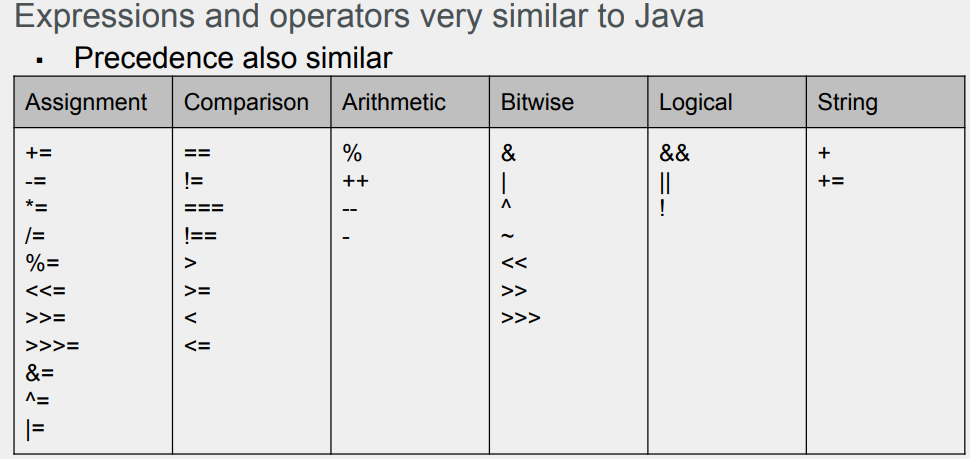 Expressions and operators very similar to Java
▪ Precedence also similar
Assignment Comparison Arithmetic Bitwise Logical String
+= == % & && +
-= != ++ | || +=
*= === -- ^ !
/= !== - ~
%= > <<
<<= >= >>
>>= < >>>
>>>= <=
&=
^=
|=